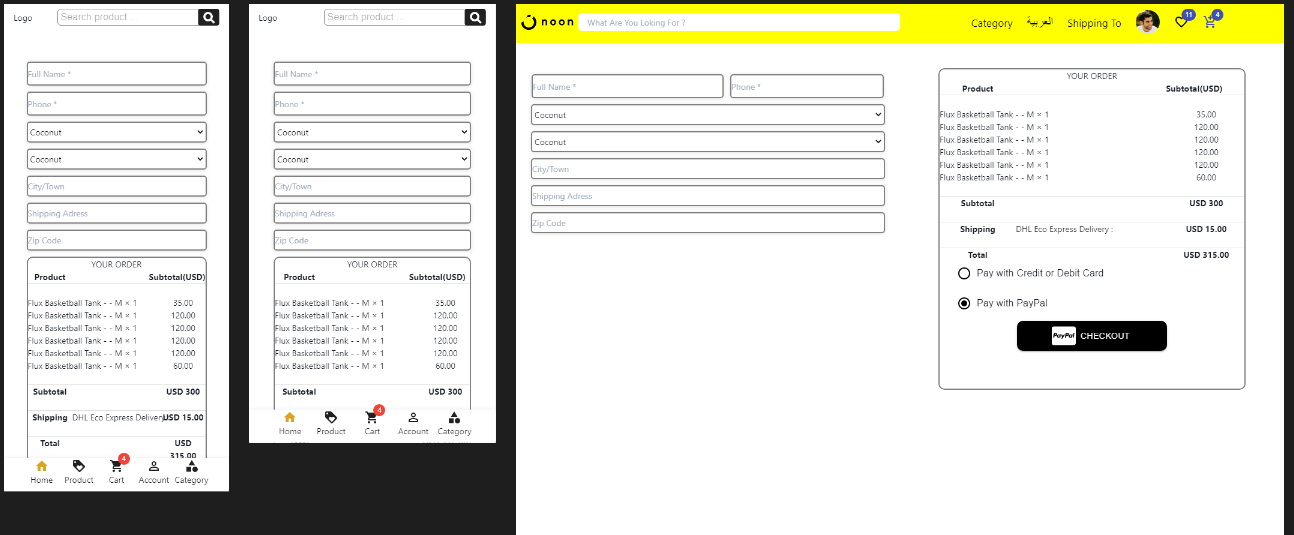 Logo
Search product ...
Full Name *
Phone *
Coconut
Coconut
City/Town
Shipping Adress
Zip Code
YOUR ORDER
Product Subtotal(USD)
Flux Basketball Tank - - M × 1 35.00
Flux Basketball Tank - - M × 1 120.00
Flux Basketball Tank - - M × 1 120.00
Flux Basketball Tank - - M × 1 120.00
Flux Basketball Tank - - M × 1 120.00
Flux Basketball Tank - - M × 1 60.00
Subtotal USD 300
Shipping DHL Eco Express Delivery USD 15.00
Total USD
315.00
4
Home Product Cart Account Category
Logo
Search product ...
Full Name *
Phone *
Coconut
Coconut
City/Town
Shipping Adress
Zip Code
YOUR ORDER
Product Subtotal(USD)
Flux Basketball Tank - - M × 1 35.00
Flux Basketball Tank - - M × 1 120.00
Flux Basketball Tank - - M × 1 120.00
Flux Basketball Tank - - M × 1 120.00
Flux Basketball Tank - - M × 1 120.00
Flux Basketball Tank - - M × 1 60.00
Subtotal USD 300
4
Home Product Cart Account Category
noon What Are You Loking For ? Category العربية Shipping To 11 4
Full Name * Phone *
Coconut
Coconut
City/Town
Shipping Adress
Zip Code
YOUR ORDER
Product Subtotal(USD)
Flux Basketball Tank - - M × 1 35.00
Flux Basketball Tank - - M × 1 120.00
Flux Basketball Tank - - M × 1 120.00
Flux Basketball Tank - - M × 1 120.00
Flux Basketball Tank - - M × 1 120.00
Flux Basketball Tank - - M × 1 60.00
Subtotal USD 300
Shipping DHL Eco Express Delivery : USD 15.00
Total USD 315.00
Pay with Credit or Debit Card
Pay with PayPal
PayPal CHECKOUT